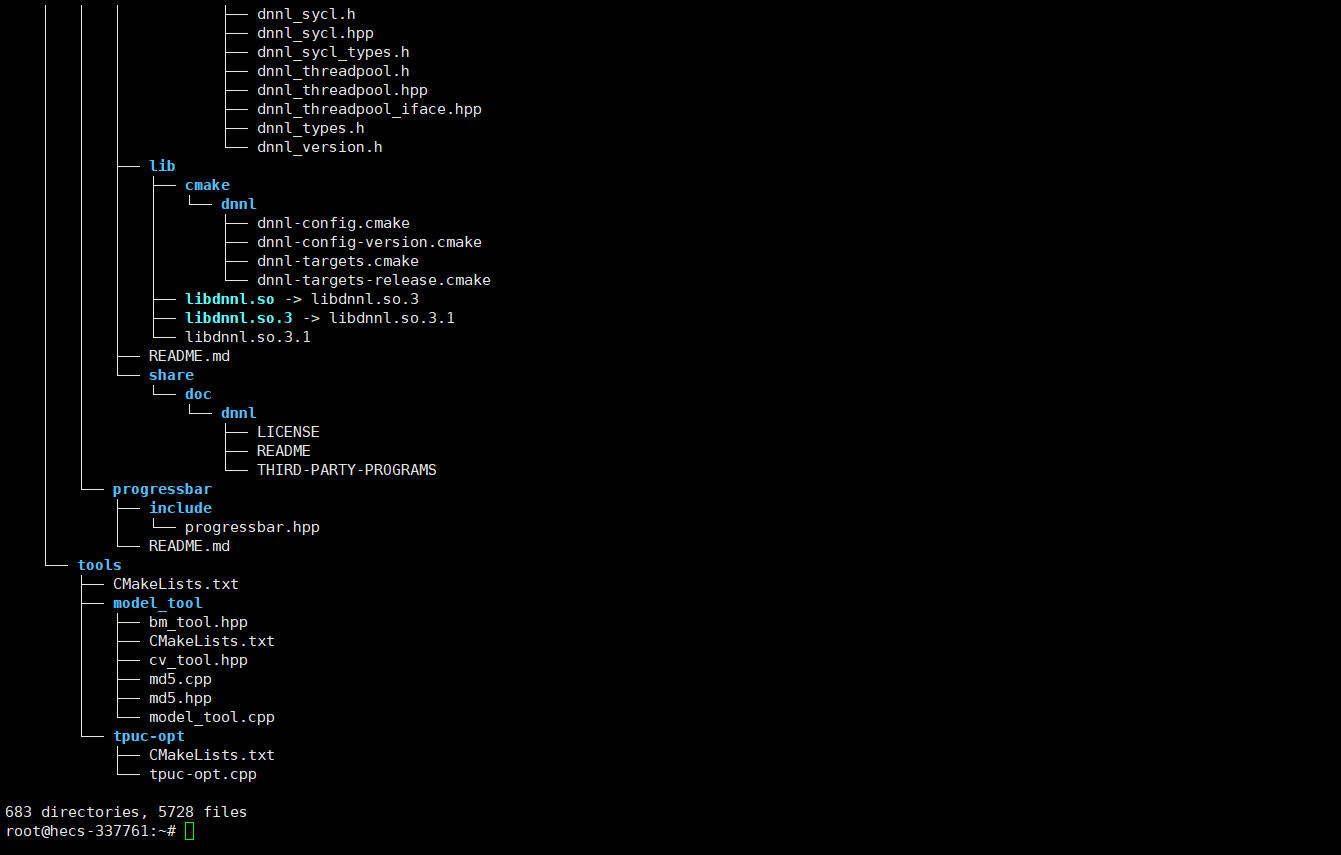 ├── dnnl_sycl.h
├── dnnl_sycl.hpp
├── dnnl_sycl_types.h
├── dnnl_threadpool.h
├── dnnl_threadpool.hpp
├── dnnl_threadpool_iface.hpp
├── dnnl_types.h
└── dnnl_version.h
├── lib
├── cmake
└── dnnl
├── dnnl-config.cmake
├── dnnl-config-version.cmake
├── dnnl-targets.cmake
└── dnnl-targets-release.cmake
├── libdnnl.so -> libdnnl.so.3
├── libdnnl.so.3 -> libdnnl.so.3.1
└── libdnnl.so.3.1
├── README.md
└── share
└── doc
└── dnnl
├── LICENSE
├── README
└── THIRD-PARTY-PROGRAMS
└── progressbar
├── include
└── progressbar.hpp
└── README.md
└── tools
├── CMakeLists.txt
├── model_tool
├── bm_tool.hpp
├── CMakeLists.txt
├── cv_tool.hpp
├── md5.cpp
├── md5.hpp
└── model_tool.cpp
└── tpuc-opt
├── CMakeLists.txt
└── tpuc-opt.cpp
683 directories, 5728 files
root@hecs-337761:~#